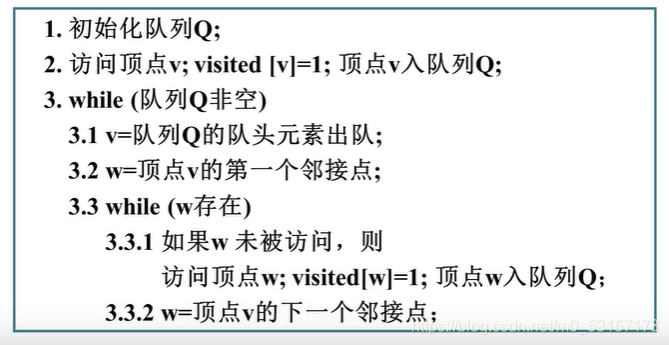 1. 初始化队列Q;
2. 访问顶点v; visited [v]=1; 顶点v入队列Q;
3. while (队列Q非空)
3.1 v=队列Q的队头元素出队;
3.2 w=顶点v的第一个邻接点;
3.3 while (w存在)
3.3.1 如果w 未被访问，则
访问顶点w; visited[w]=1; 顶点w入队列Q；
3.3.2 w=顶点v的下一个邻接点；
https://blog.csdn.net/m0_53157173